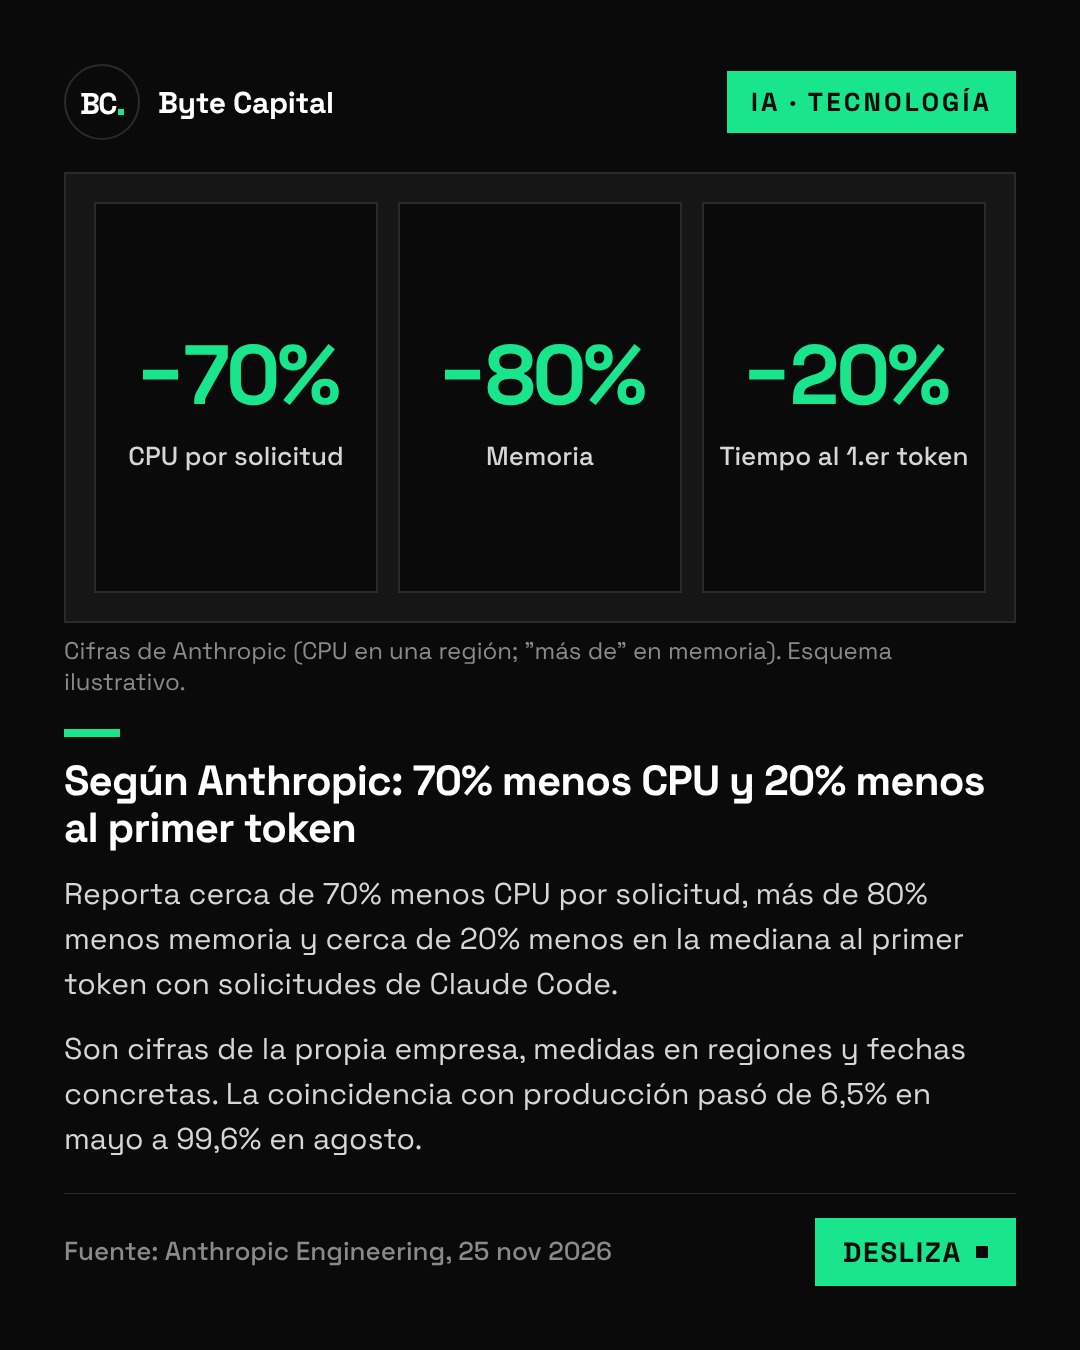 BC.
Byte Capital
IA · TECNOLOGÍA
−70%
CPU por solicitud
−80%
Memoria
−20%
Tiempo al 1.er token
Cifras de Anthropic (CPU en una región; ”más de” en memoria). Esquema
ilustrativo.
Según Anthropic: 70% menos CPU y 20% menos
al primer token
Reporta cerca de 70% menos CPU por solicitud, más de 80%
menos memoria y cerca de 20% menos en la mediana al primer
token con solicitudes de Claude Code.
Son cifras de la propia empresa, medidas en regiones y fechas
concretas. La coincidencia con producción pasó de 6,5% en
mayo a 99,6% en agosto.
Fuente: Anthropic Engineering, 25 nov 2026
DESLIZA